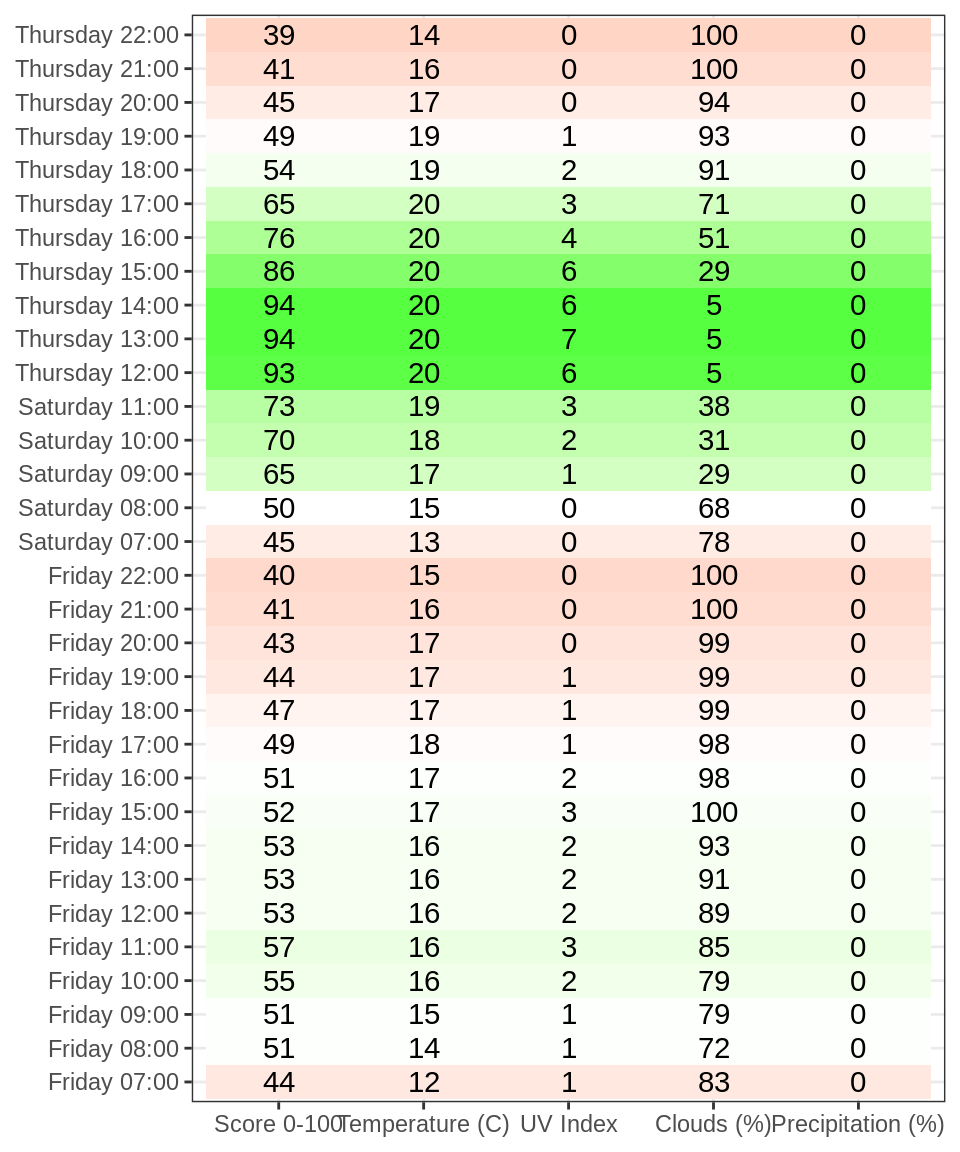 Thursday 22:00 39 14 0 100 0
Thursday 21:00 41 16 0 100 0
Thursday 20:00 45 17 0 94 0
Thursday 19:00 49 19 1 93 0
Thursday 18:00 54 19 2 91 0
Thursday 17:00 65 20 3 71 0
Thursday 16:00 76 20 4 51 0
Thursday 15:00 86 20 6 29 0
Thursday 14:00 94 20 6 5 0
Thursday 13:00 94 20 7 5 0
Thursday 12:00 93 20 6 5 0
Saturday 11:00 73 19 3 38 0
Saturday 10:00 70 18 2 31 0
Saturday 09:00 65 17 1 29 0
Saturday 08:00 50 15 0 68 0
Saturday 07:00 45 13 0 78 0
Friday 22:00 40 15 0 100 0
Friday 21:00 41 16 0 100 0
Friday 20:00 43 17 0 99 0
Friday 19:00 44 17 1 99 0
Friday 18:00 47 17 1 99 0
Friday 17:00 49 18 1 98 0
Friday 16:00 51 17 2 98 0
Friday 15:00 52 17 3 100 0
Friday 14:00 53 16 2 93 0
Friday 13:00 53 16 2 91 0
Friday 12:00 53 16 2 89 0
Friday 11:00 57 16 3 85 0
Friday 10:00 55 16 2 79 0
Friday 09:00 51 15 1 79 0
Friday 08:00 51 14 1 72 0
Friday 07:00 44 12 1 83 0
Score 0-100 Temperature (C) UV Index Clouds (%) Precipitation (%)